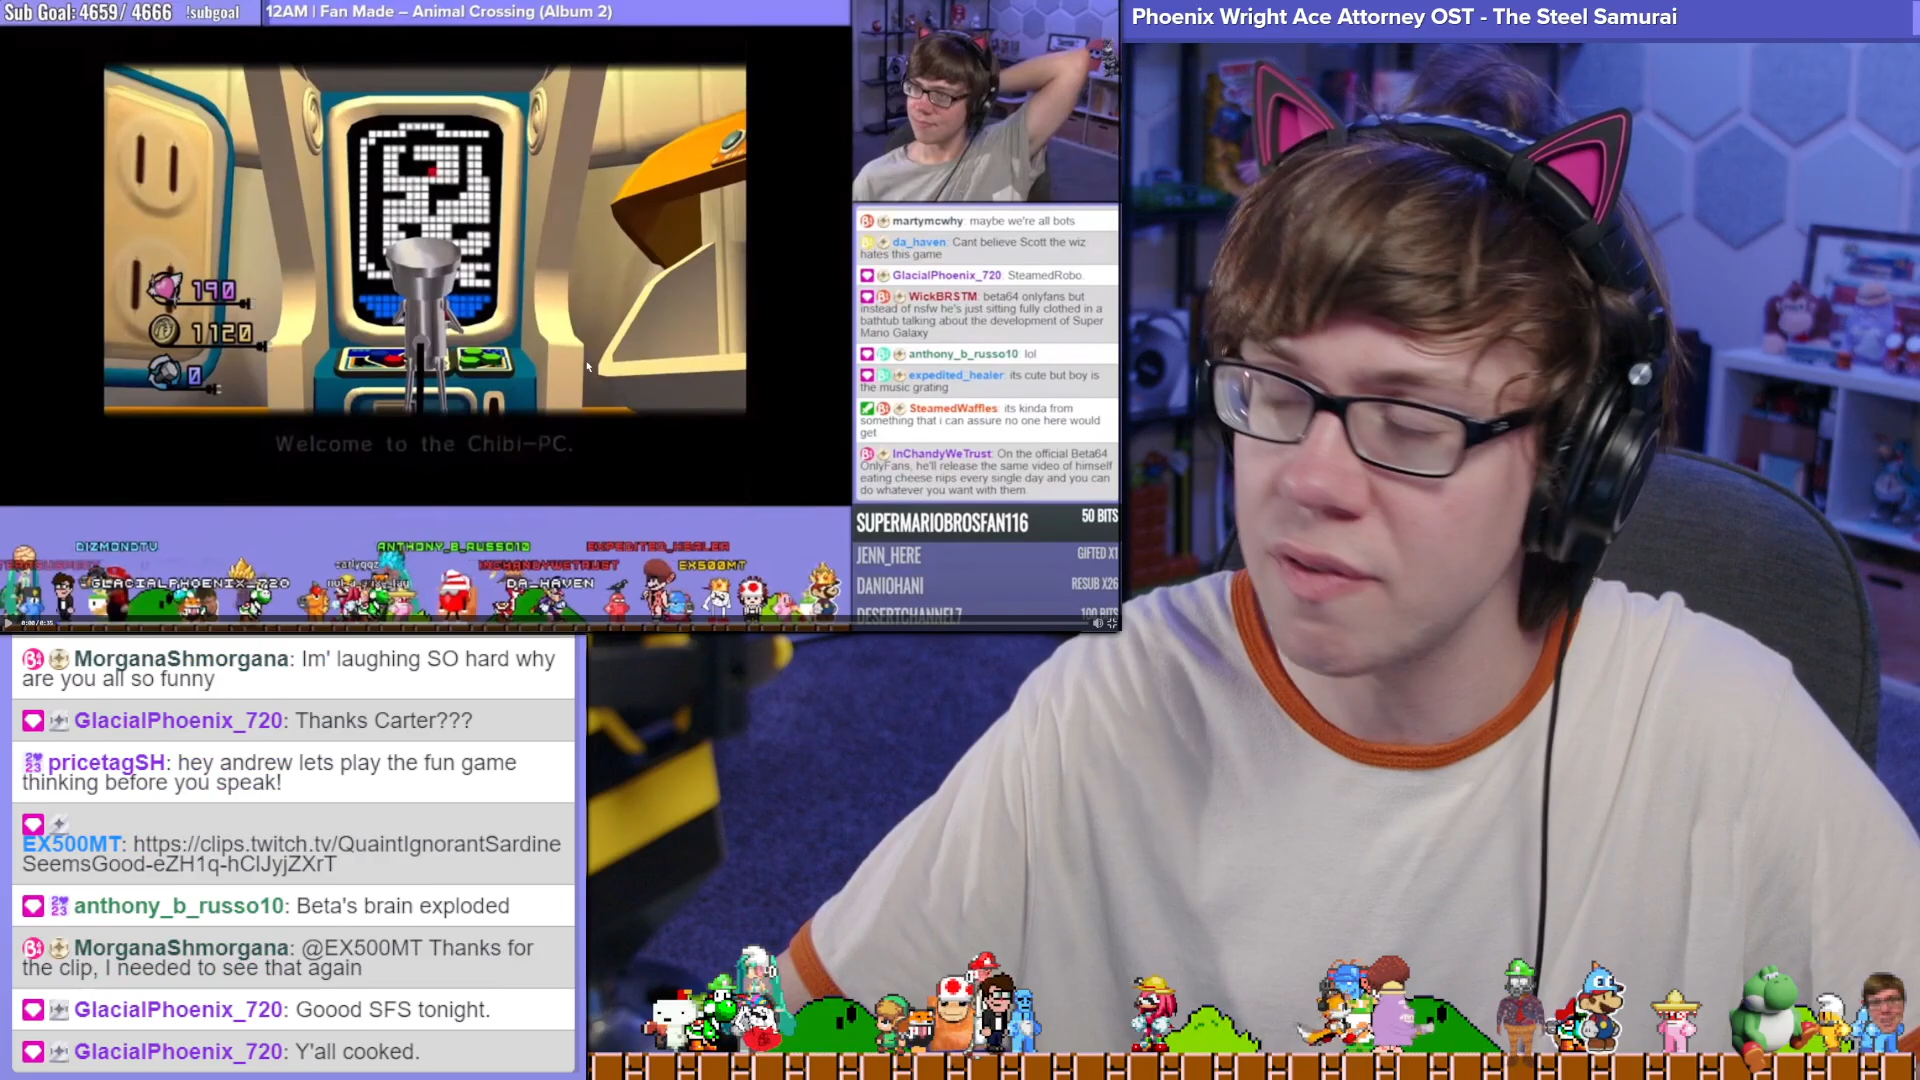 Sub Goal: 4659/ 4666 !subgoal
12AM | Fan Made – Animal Crossing (Album 2)
Phoenix Wright Ace Attorney OST - The Steel Samurai
190
1120
0
Welcome to the Chibi-PC.
martymcwhy: maybe we're all bots
da_haven: Cant believe Scott the wiz
hates this game
GlacialPhoenix_720: SteamedRobo.
WickBRSTM: beta64 onlyfans but
instead of nsfw he's just sitting fully clothed in a
bathtub talking about the development of Super
Mario Galaxy
anthony_b_russo10: lol
expedited_healer: its cute but boy is
the music grating
SteamedWaffles: its kinda from
something that i can assure no one here would
get
InChandyWeTrust: On the official Beta64
OnlyFans, he'll release the same video of himself
eating cheese nips every single day and you can
do whatever you want with them
SUPERMARIOBROSFAN116 50 BITS
JENN_HERE GIFTED X1
DANIOHANI RESUB X26
DESERTCHANNEL7 100 BITS
DIZMONDTV
ANTHONY_B_RUSSO10
EXPEDITED_HEALER
INCHANDYWETRUST
EX500MT
GLACIALPHOENIX_720
DA_HAVEN
0:00 / 0:35
MorganaShmorgana: Im' laughing SO hard why
are you all so funny
GlacialPhoenix_720: Thanks Carter???
pricetagSH: hey andrew lets play the fun game
thinking before you speak!
EX500MT: https://clips.twitch.tv/QuaintIgnorantSardine
SeemsGood-eZH1q-hClJyjZXrT
anthony_b_russo10: Beta's brain exploded
MorganaShmorgana: @EX500MT Thanks for
the clip, I needed to see that again
GlacialPhoenix_720: Goood SFS tonight.
GlacialPhoenix_720: Y'all cooked.